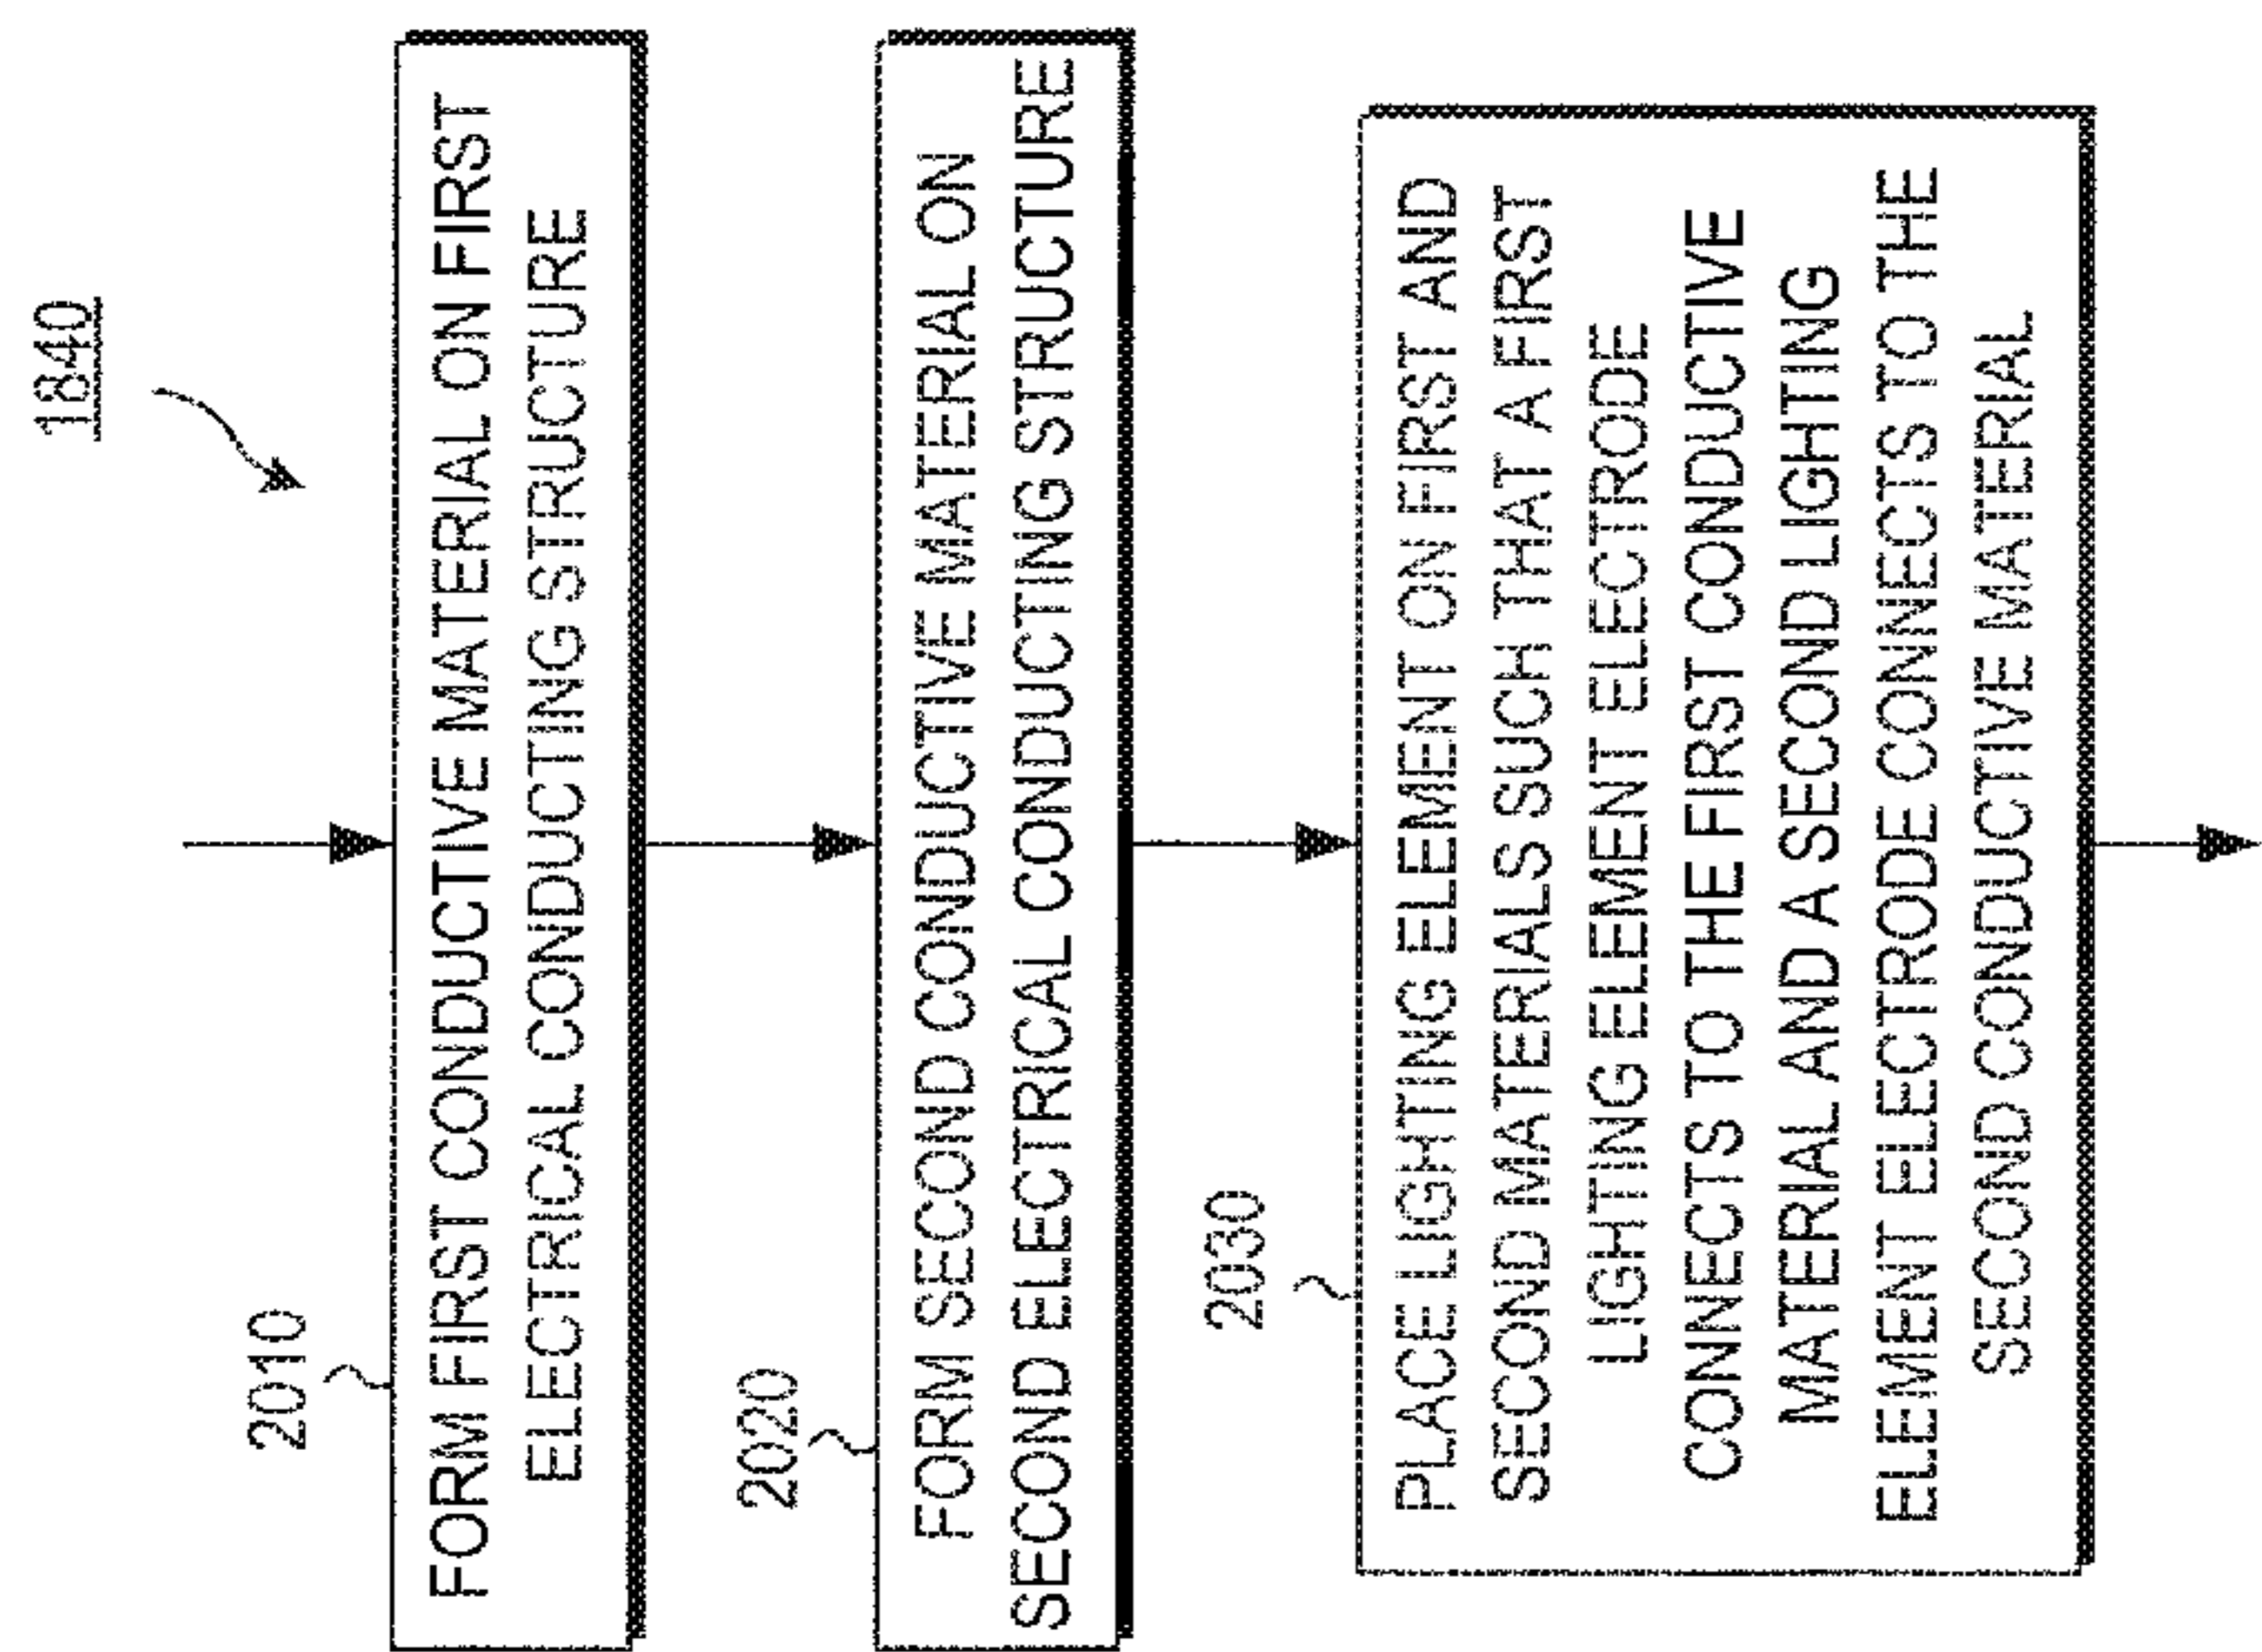 1840
2010
FORM FIRST CONDUCTIVE MATERIAL ON FIRST
ELECTRICAL CONDUCTING STRUCTURE
2020
FORM SECOND CONDUCTIVE MATERIAL ON
SECOND ELECTRICAL CONDUCTING STRUCTURE
2030
PLACE LIGHTING ELEMENT ON FIRST AND
SECOND MATERIALS SUCH THAT A FIRST
LIGHTING ELEMENT ELECTRODE
CONNECTS TO THE FIRST CONDUCTIVE
MATERIAL AND A SECOND LIGHTING
ELEMENT ELECTRODE CONNECTS TO THE
SECOND CONDUCTIVE MATERIAL